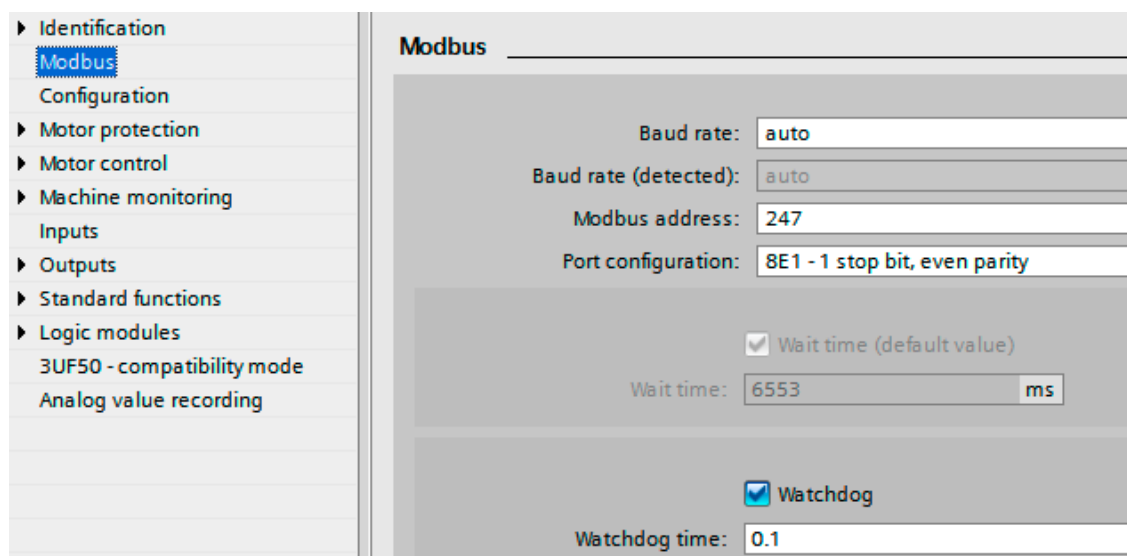 Identification
Modbus
Configuration
Motor protection
Motor control
Machine monitoring
Inputs
Outputs
Standard functions
Logic modules
3UF50 - compatibility mode
Analog value recording
Modbus
Baud rate: auto
Baud rate (detected): auto
Modbus address: 247
Port configuration: 8E1 - 1 stop bit, even parity
Wait time (default value)
Wait time: 6553 ms
Watchdog
Watchdog time: 0.1